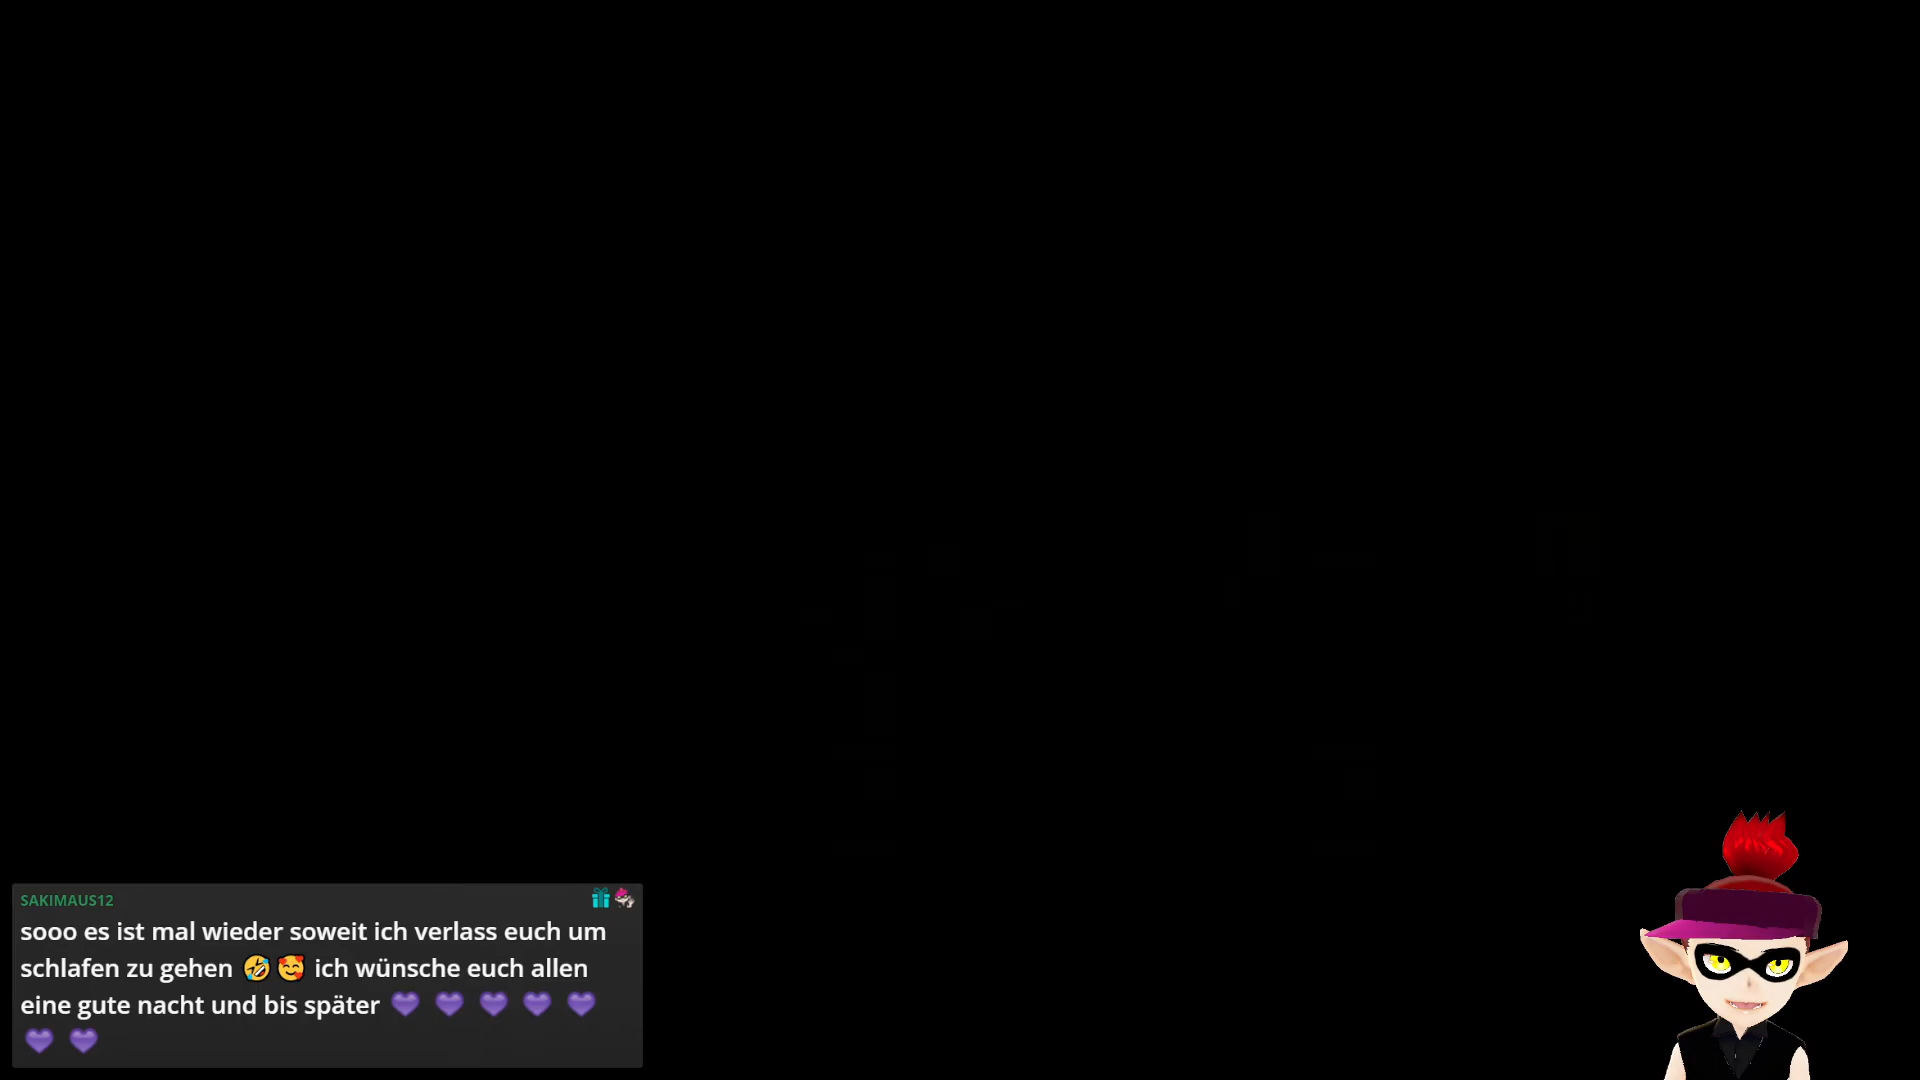 SAKIMAUS12
sooo es ist mal wieder soweit ich verlass euch um
schlafen zu gehen 🤣🥰 ich wünsche euch allen
eine gute nacht und bis später 💜 💜 💜 💜 💜
💜 💜